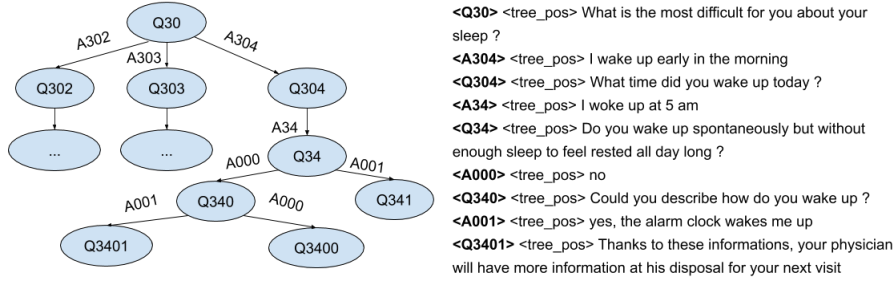 Q30
A302
A303
A304
Q302
Q303
Q304
A34
...
...
Q34
A000
A001
Q340
Q341
A001
A000
Q3401
Q3400
<Q30> <tree_pos> What is the most difficult for you about your
sleep ?
<A304> <tree_pos> I wake up early in the morning
<Q304> <tree_pos> What time did you wake up today ?
<A34> <tree_pos> I woke up at 5 am
<Q34> <tree_pos> Do you wake up spontaneously but without
enough sleep to feel rested all day long ?
<A000> <tree_pos> no
<Q340> <tree_pos> Could you describe how do you wake up ?
<A001> <tree_pos> yes, the alarm clock wakes me up
<Q3401> <tree_pos> Thanks to these informations, your physician
will have more information at his disposal for your next visit